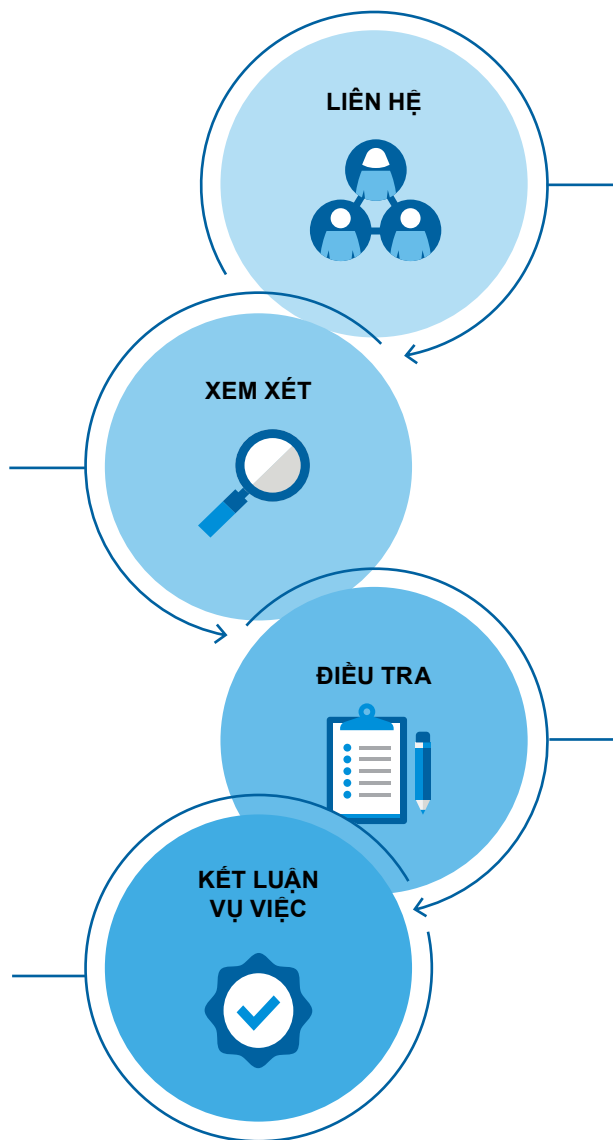 LIÊN HỆ
XEM XÉT
ĐIỀU TRA
KẾT LUẬN
VỤ VIỆC